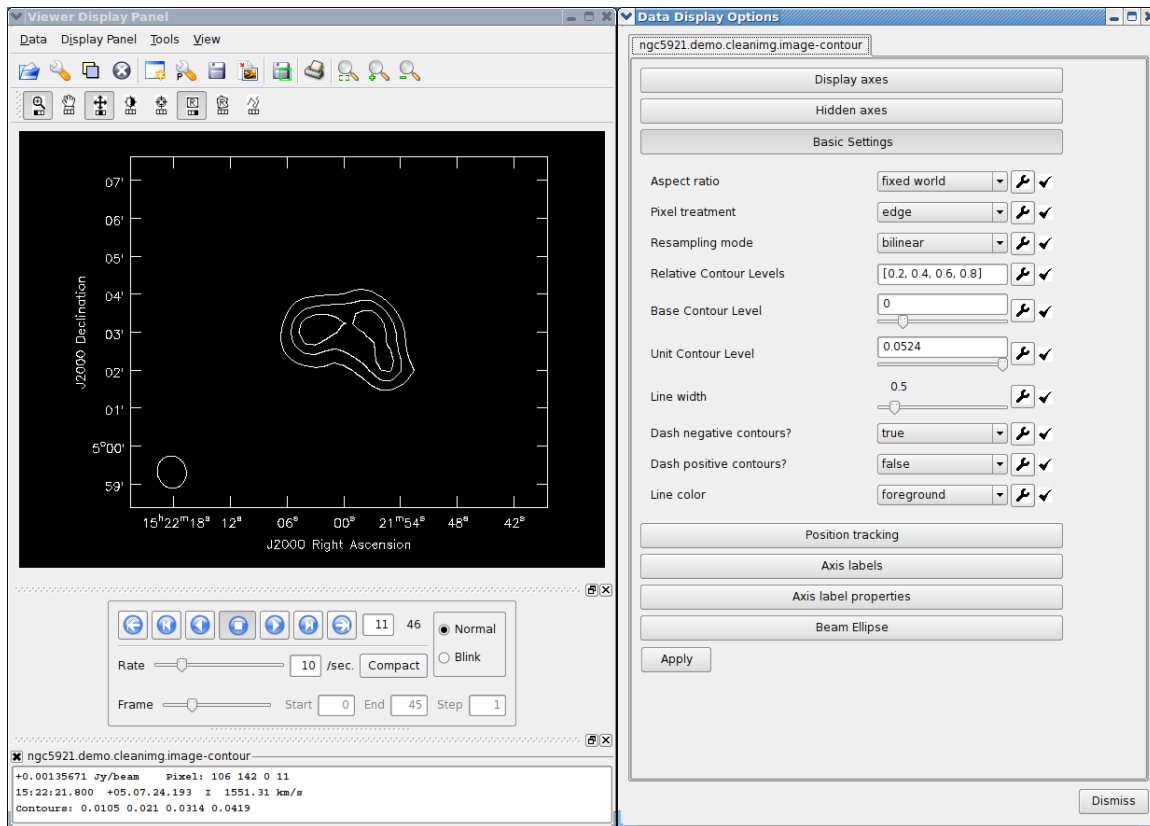 Viewer Display Panel
Data Display Panel Tools View
07'
06'
05'
04'
03'
02'
01'
5°00'
59'
J2000 Declination
15ʰ22ᵐ18ˢ 12ˢ 06ˢ 00ˢ 21ᵐ54ˢ 48ˢ 42ˢ
J2000 Right Ascension
11 46
Normal
Blink
Rate 10 /sec. Compact
Frame Start 0 End 45 Step 1
ngc5921.demo.cleanimg.image-contour
+0.00135671 Jy/beam Pixel: 106 142 0 11
15:22:21.800 +05.07.24.193 I 1551.31 km/s
Contours: 0.0105 0.021 0.0314 0.0419
Data Display Options
ngc5921.demo.cleanimg.image-contour
Display axes
Hidden axes
Basic Settings
Aspect ratio fixed world
Pixel treatment edge
Resampling mode bilinear
Relative Contour Levels [0.2, 0.4, 0.6, 0.8]
Base Contour Level 0
Unit Contour Level 0.0524
Line width 0.5
Dash negative contours? true
Dash positive contours? false
Line color foreground
Position tracking
Axis labels
Axis label properties
Beam Ellipse
Apply
Dismiss